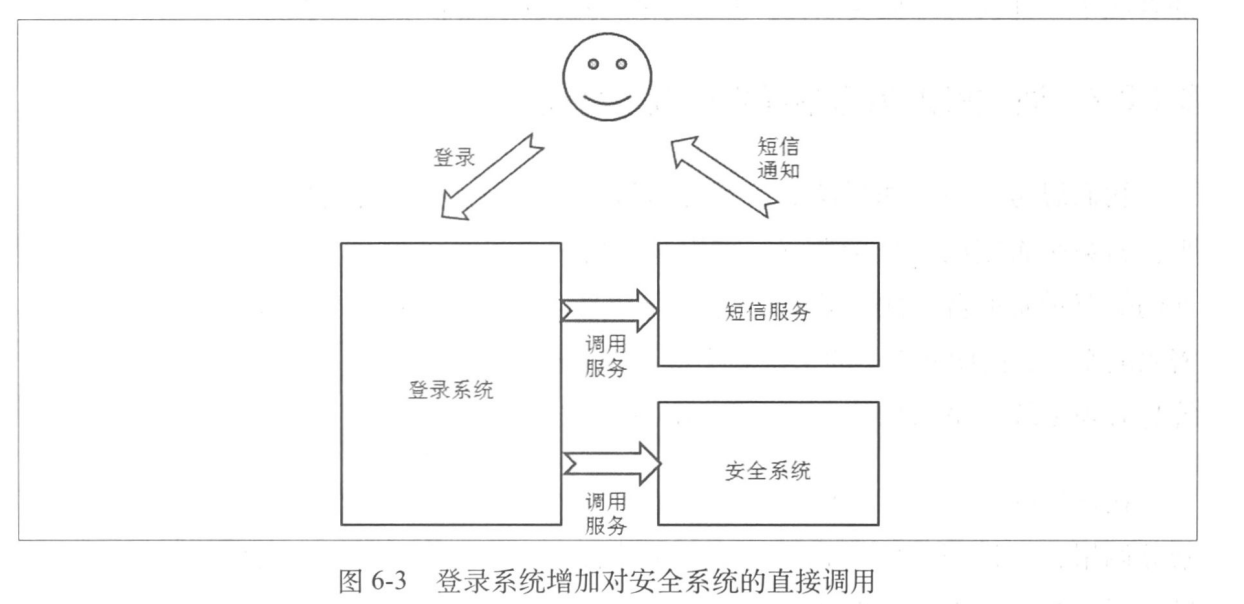 登录
短信
通知
短信服务
调用
服务
登录系统
安全系统
调用
服务
图 6-3 登录系统增加对安全系统的直接调用